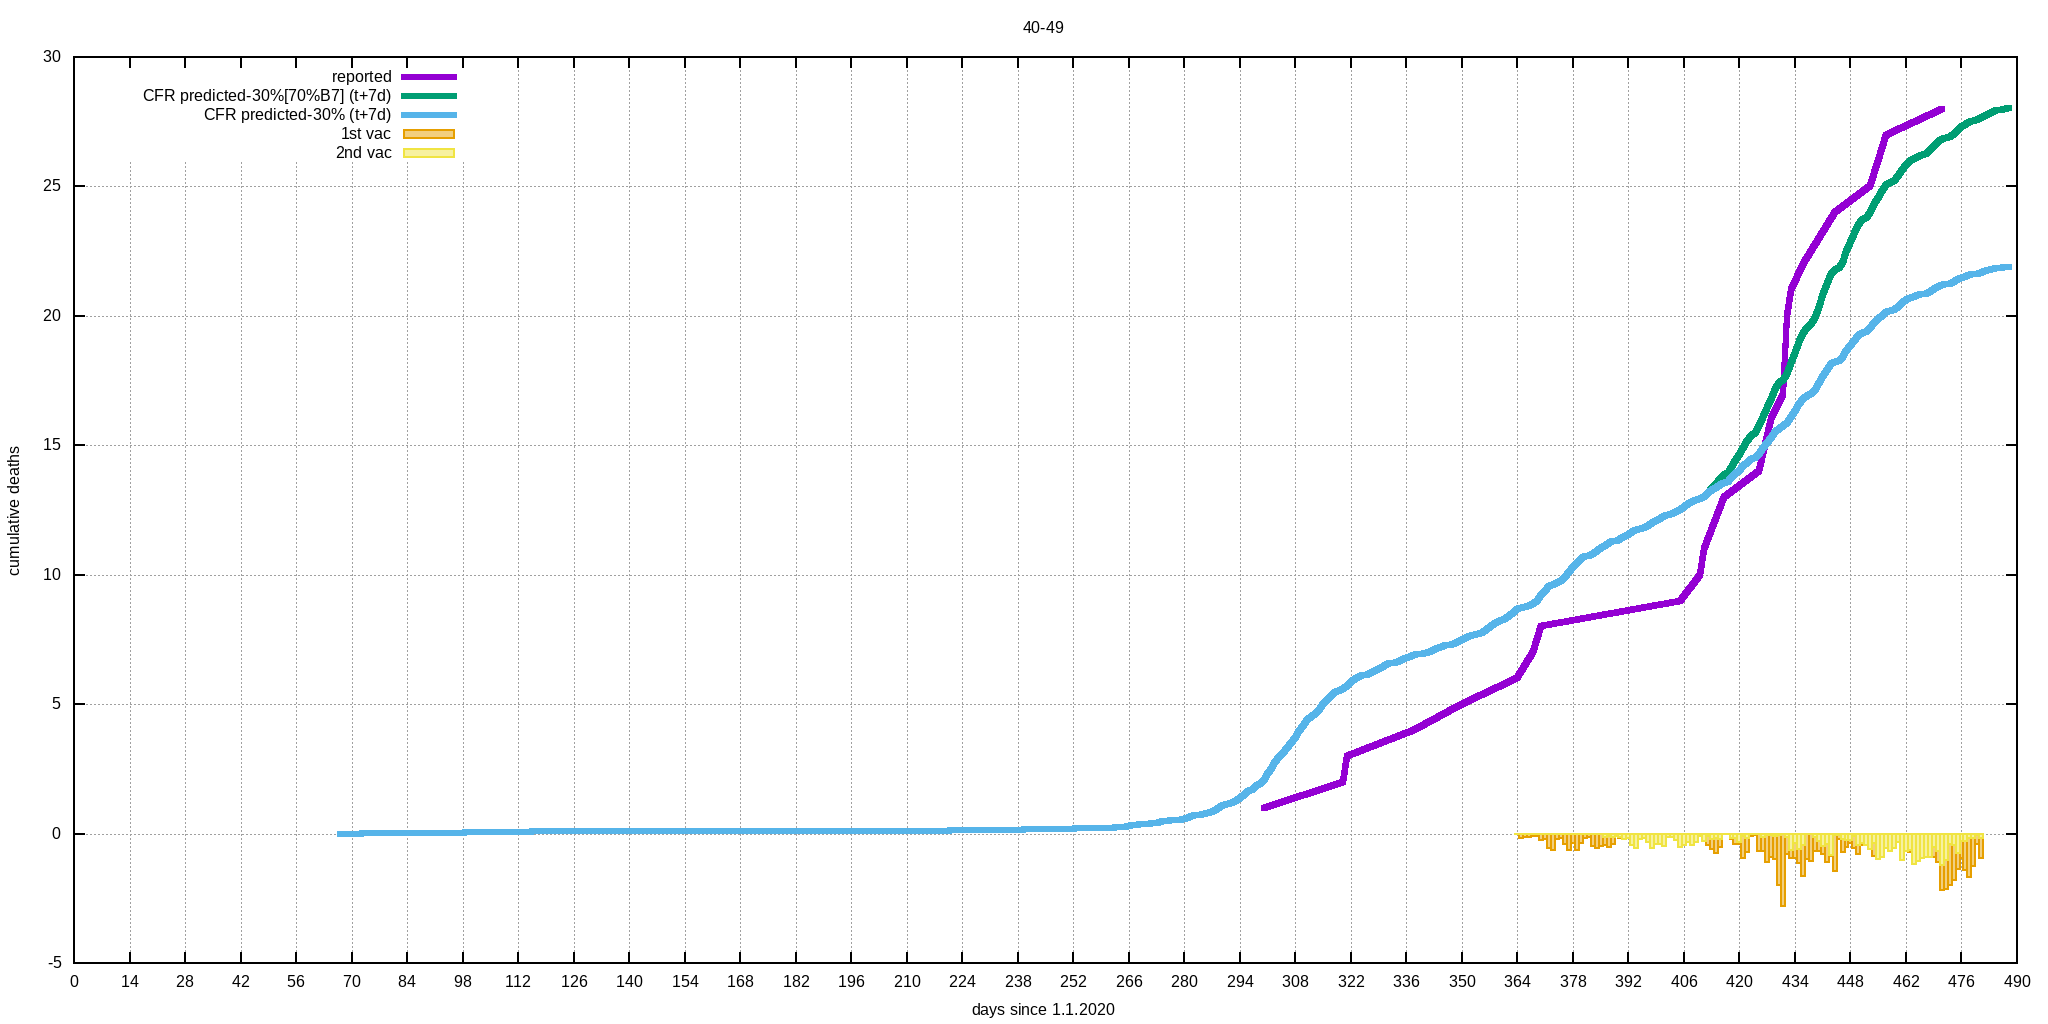 40-49
30
25
20
15
10
5
0
-5
reported
CFR predicted-30%[70%B7] (t+7d)
CFR predicted-30% (t+7d)
1st vac
2nd vac
cumulative deaths
0 14 28 42 56 70 84 98 112 126 140 154 168 182 196 210 224 238 252 266 280 294 308 322 336 350 364 378 392 406 420 434 448 462 476 490
days since 1.1.2020